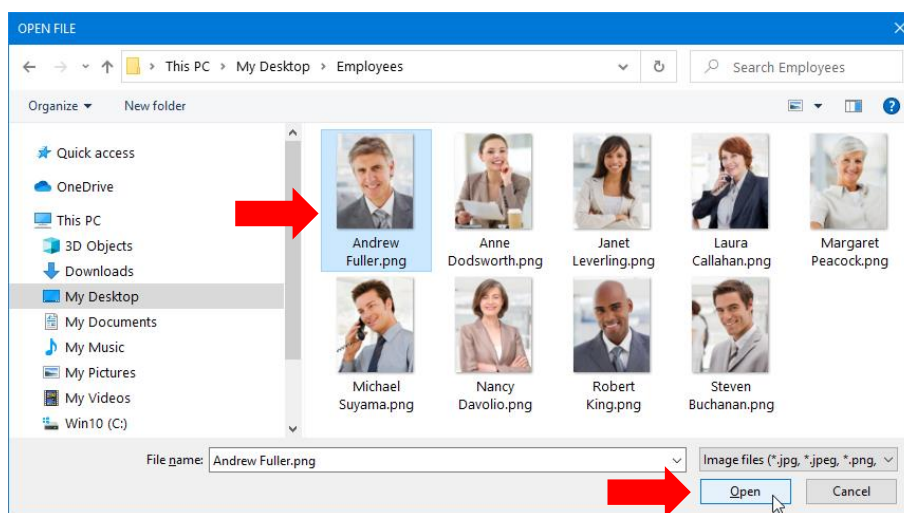 OPEN FILE
This PC > My Desktop > Employees
Search Employees
Organize
New folder
Quick access
OneDrive
This PC
3D Objects
Downloads
My Desktop
My Documents
My Music
My Pictures
My Videos
Win10 (C:)
Andrew
Fuller.png
Anne
Dodsworth.png
Janet
Leverling.png
Laura
Callahan.png
Margaret
Peacock.png
Michael
Suyama.png
Nancy
Davolio.png
Robert
King.png
Steven
Buchanan.png
File name: Andrew Fuller.png
Image files (*.jpg, *.jpeg, *.png,
Open
Cancel